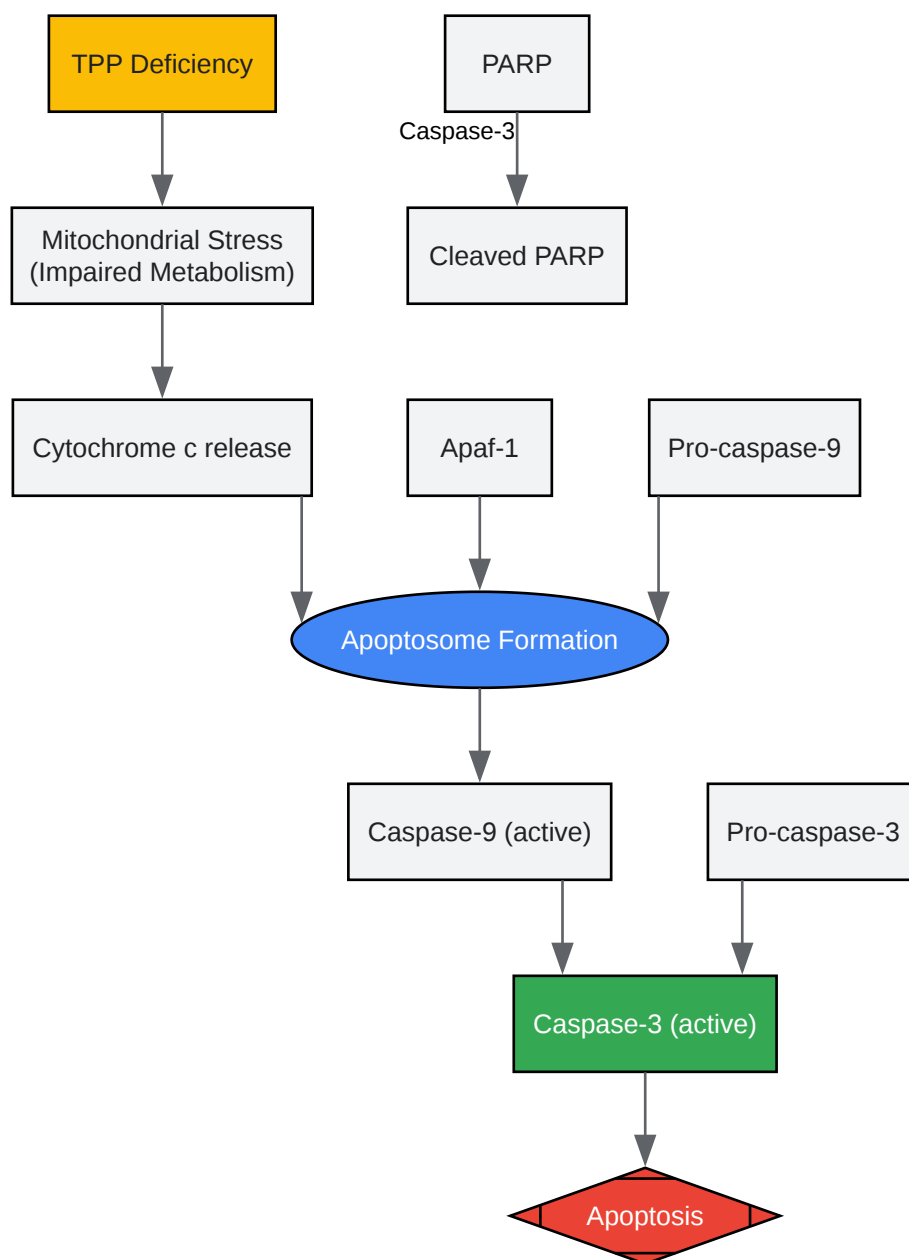 TPP Deficiency
PARP
Caspase-3
Mitochondrial Stress
(Impaired Metabolism)
Cleaved PARP
Cytochrome c release
Apaf-1
Pro-caspase-9
Apoptosome Formation
Caspase-9 (active)
Pro-caspase-3
Caspase-3 (active)
Apoptosis